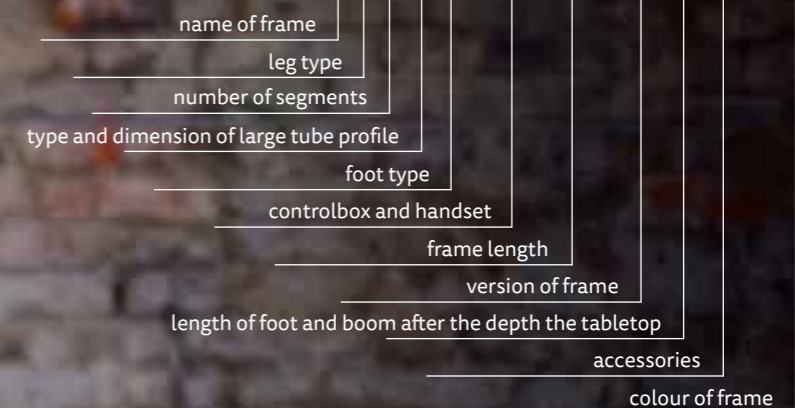 name of frame
leg type
number of segments
type and dimension of large tube profile
foot type
controlbox and handset
frame length
version of frame
length of foot and boom after the depth the tabletop
accessories
colour of frame